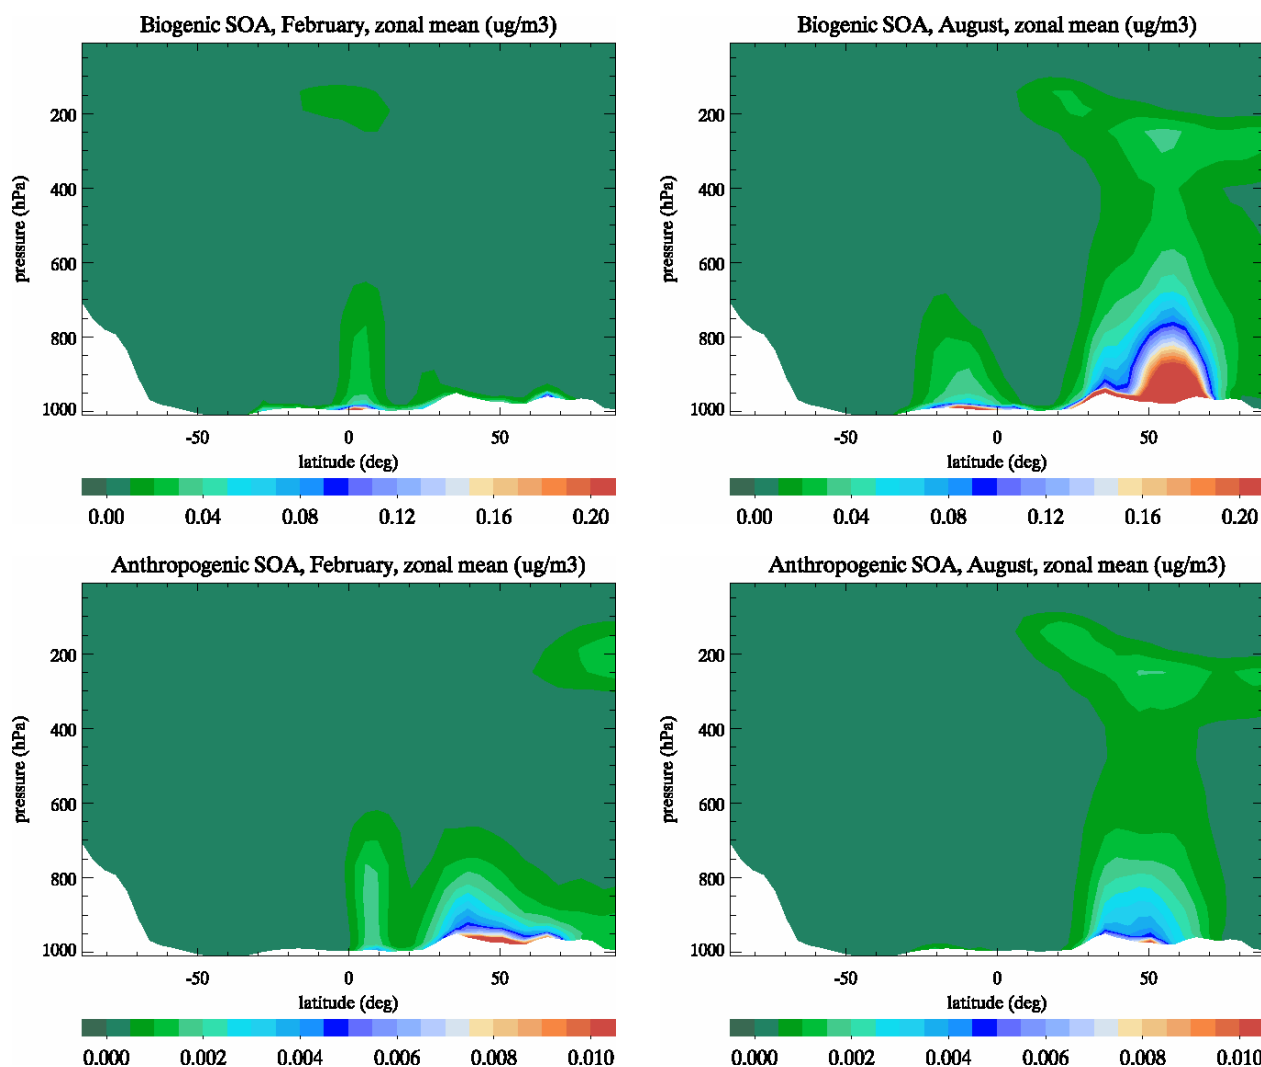 Biogenic SOA, February, zonal mean (ug/m3)
pressure (hPa)
200
400
600
800
1000
-50 0 50
latitude (deg)
0.00 0.04 0.08 0.12 0.16 0.20
Biogenic SOA, August, zonal mean (ug/m3)
pressure (hPa)
200
400
600
800
1000
-50 0 50
latitude (deg)
0.00 0.04 0.08 0.12 0.16 0.20
Anthropogenic SOA, February, zonal mean (ug/m3)
pressure (hPa)
200
400
600
800
1000
-50 0 50
latitude (deg)
0.000 0.002 0.004 0.006 0.008 0.010
Anthropogenic SOA, August, zonal mean (ug/m3)
pressure (hPa)
200
400
600
800
1000
-50 0 50
latitude (deg)
0.000 0.002 0.004 0.006 0.008 0.010